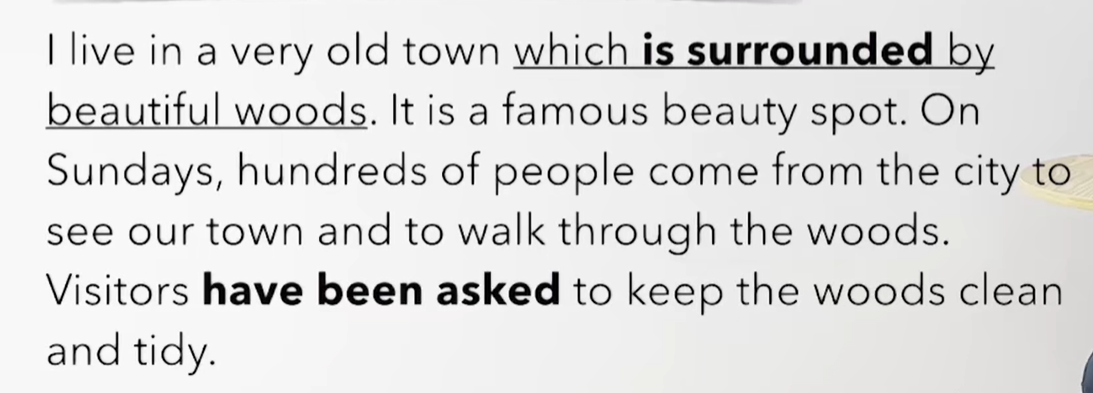 I live in a very old town which is surrounded by
beautiful woods. It is a famous beauty spot. On
Sundays, hundreds of people come from the city to
see our town and to walk through the woods.
Visitors have been asked to keep the woods clean
and tidy.